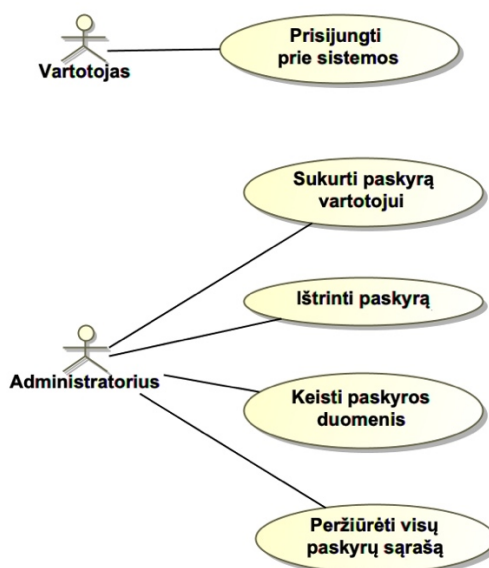 Prisijungti
prie sistemos
Vartotojas
Sukurti paskyrą
vartotojui
Ištrinti paskyrą
Administratorius
Keisti paskyros
duomenis
Peržiūrėti visų
paskyrų sąrašą